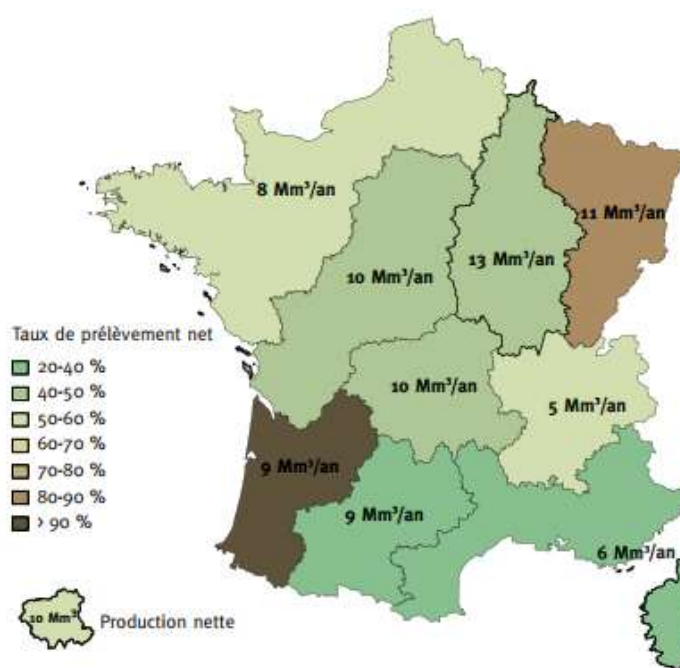 8 Mm³/an
11 Mm³/an
13 Mm³/an
10 Mm³/an
Taux de prélèvement net
20-40 %
40-50 %
50-60 %
60-70 %
70-80 %
80-90 %
> 90 %
10 Mm³/an
5 Mm³/an
9 Mm³/an
9 Mm³/an
6 Mm³/an
10 Mm³
Production nette